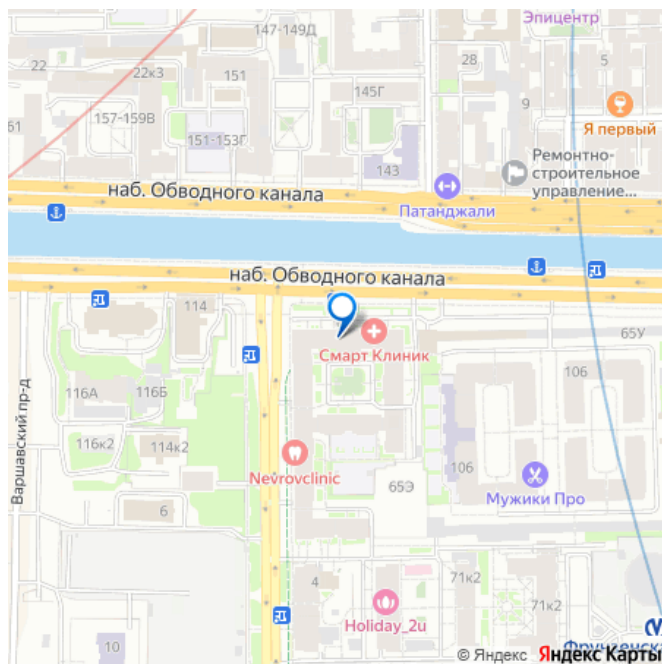 Эпицентр
147-149Д
22
22к3
151
145Г
28
5
9
157-159В
Я первый
61
151-153Г
143
Ремонтно-
строительное
управление...
Патанджали
наб. Обводного канала
наб. Обводного канала
114
65У
Смарт Клиник
106
116А
116Б
Варшавский пр-д
116к2
114к2
Nevrovclinic
106
65Э
Мужики Про
6
4
71к2
71к2
Holiday_2u
10
© Яндекс Яндекс Карты